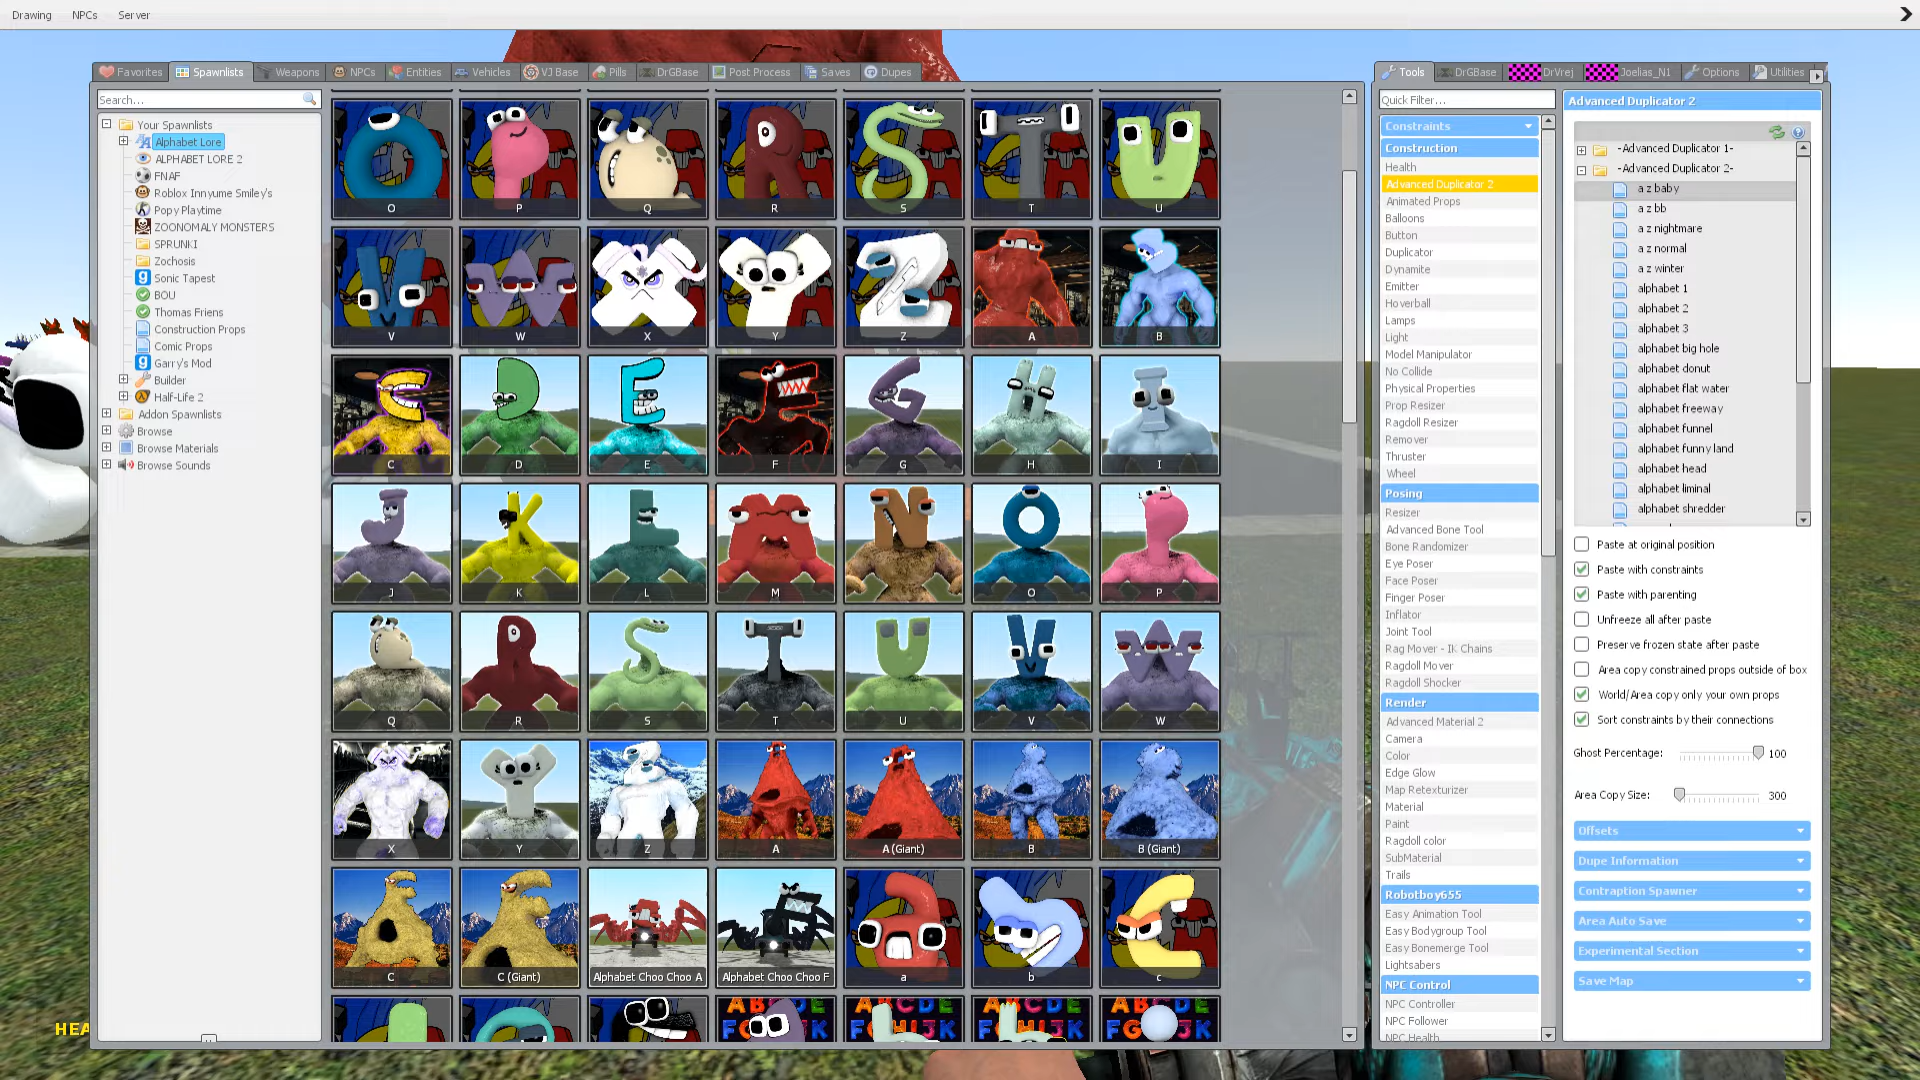 Drawing NPCs Server
Favorites Spawnlists Weapons NPCs Entities Vehicles VJ Base Pills DrGBase Post Process Saves Dupes
Search...
Your Spawnlists
Alphabet Lore
ALPHABET LORE 2
FNAF
Roblox Innyume Smiley's
Popy Playtime
ZOONOMALY MONSTERS
SPRUNKI
Zochosis
Sonic Tapest
BOU
Thomas Friens
Construction Props
Comic Props
Garry's Mod
Builder
Half-Life 2
Addon Spawnlists
Browse
Browse Materials
Browse Sounds
HEA
O P Q R S T U
V W X Y Z A B
C D E F G H I
J K L M N O P
Q R S T U V W
X Y Z A A (Giant) B B (Giant)
C C (Giant) Alphabet Choo Choo A Alphabet Choo Choo F a b c
Tools DrGBase DrVrej Joelias_N1 Options Utilities
Quick Filter...
Constraints
Construction
Health
Advanced Duplicator 2
Animated Props
Balloons
Button
Duplicator
Dynamite
Emitter
Hoverball
Lamps
Light
Model Manipulator
No Collide
Physical Properties
Prop Resizer
Ragdoll Resizer
Remover
Thruster
Wheel
Posing
Resizer
Advanced Bone Tool
Bone Randomizer
Eye Poser
Face Poser
Finger Poser
Inflator
Joint Tool
Rag Mover - IK Chains
Ragdoll Mover
Ragdoll Shocker
Render
Advanced Material 2
Camera
Color
Edge Glow
Map Retexturizer
Material
Paint
Ragdoll color
SubMaterial
Trails
Robotboy655
Easy Animation Tool
Easy Bodygroup Tool
Easy Bonemerge Tool
Lightsabers
NPC Control
NPC Controller
NPC Follower
NPC Health
Advanced Duplicator 2
-Advanced Duplicator 1-
-Advanced Duplicator 2-
a z baby
a z bb
a z nightmare
a z normal
a z winter
alphabet 1
alphabet 2
alphabet 3
alphabet big hole
alphabet donut
alphabet flat water
alphabet freeway
alphabet funnel
alphabet funny land
alphabet head
alphabet liminal
alphabet shredder
Paste at original position
Paste with constraints
Paste with parenting
Unfreeze all after paste
Preserve frozen state after paste
Area copy constrained props outside of box
World/Area copy only your own props
Sort constraints by their connections
Ghost Percentage: 100
Area Copy Size: 300
Offsets
Dupe Information
Contraption Spawner
Area Auto Save
Experimental Section
Save Map